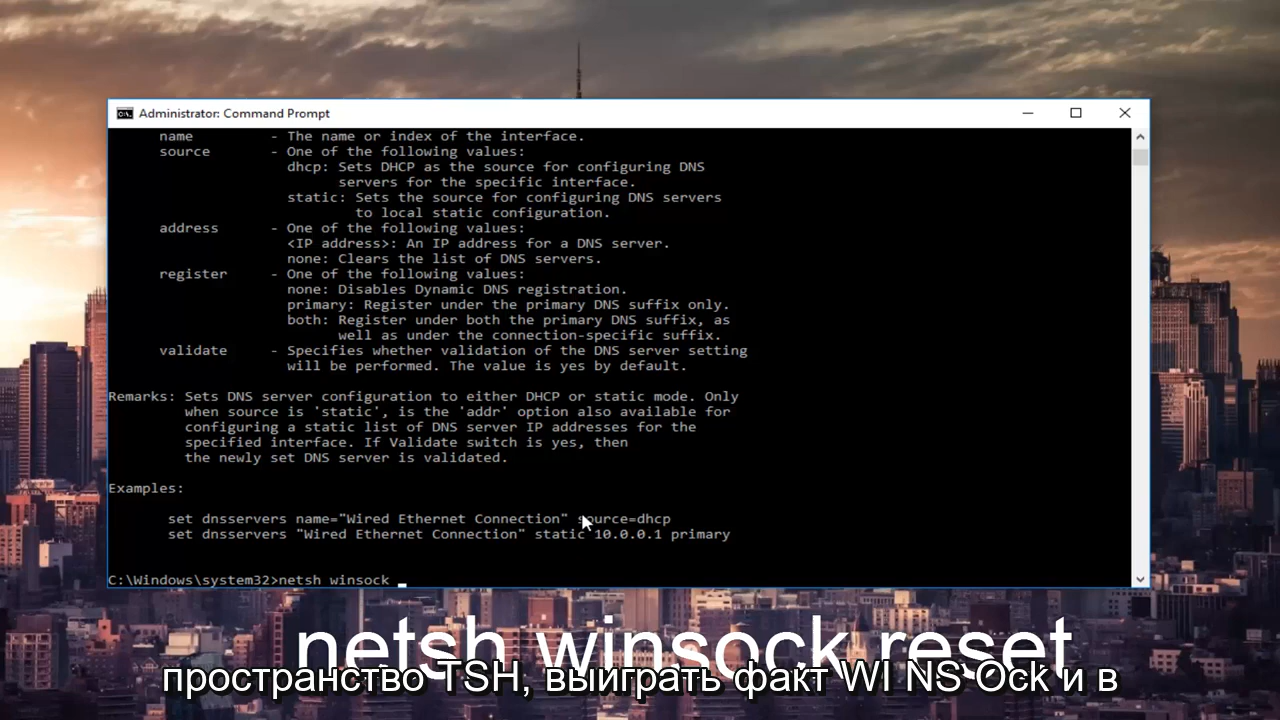 Administrator: Command Prompt
name - The name or index of the interface.
source - One of the following values:
dhcp: Sets DHCP as the source for configuring DNS
servers for the specific interface.
static: Sets the source for configuring DNS servers
to local static configuration.
address - One of the following values:
<IP address>: An IP address for a DNS server.
none: Clears the list of DNS servers.
register - One of the following values:
none: Disables Dynamic DNS registration.
primary: Register under the primary DNS suffix only.
both: Register under both the primary DNS suffix, as
well as under the connection-specific suffix.
validate - Specifies whether validation of the DNS server setting
will be performed. The value is yes by default.
Remarks: Sets DNS server configuration to either DHCP or static mode. Only
when source is 'static', is the 'addr' option also available for
configuring a static list of DNS server IP addresses for the
specified interface. If Validate switch is yes, then
the newly set DNS server is validated.
Examples:
set dnsservers name="Wired Ethernet Connection" source=dhcp
set dnsservers "Wired Ethernet Connection" static 10.0.0.1 primary
C:\Windows\system32>netsh winsock _
netsh winsock reset
пространство TSH, выиграть факт WI NS Ock и в